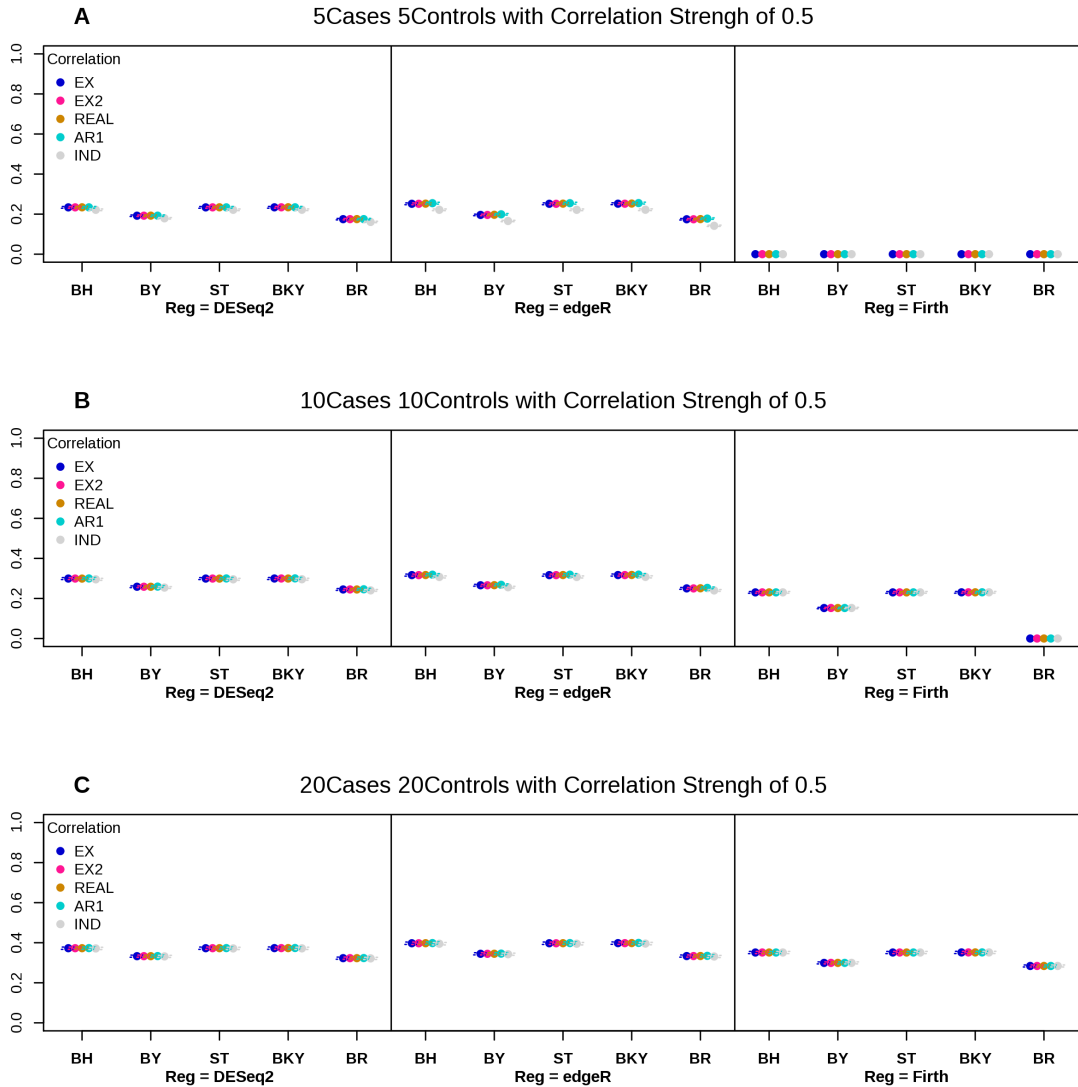 A 5Cases 5Controls with Correlation Strengh of 0.5
1.0
0.8
0.6
0.4
0.2
0.0
Correlation
EX
EX2
REAL
AR1
IND
BH BY ST BKY BR BH BY ST BKY BR BH BY ST BKY BR
Reg = DESeq2 Reg = edgeR Reg = Firth
B 10Cases 10Controls with Correlation Strengh of 0.5
1.0
0.8
0.6
0.4
0.2
0.0
Correlation
EX
EX2
REAL
AR1
IND
BH BY ST BKY BR BH BY ST BKY BR BH BY ST BKY BR
Reg = DESeq2 Reg = edgeR Reg = Firth
C 20Cases 20Controls with Correlation Strengh of 0.5
1.0
0.8
0.6
0.4
0.2
0.0
Correlation
EX
EX2
REAL
AR1
IND
BH BY ST BKY BR BH BY ST BKY BR BH BY ST BKY BR
Reg = DESeq2 Reg = edgeR Reg = Firth